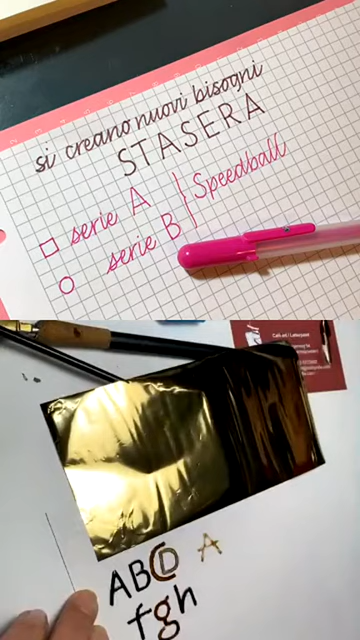 si creano nuovi bisogni
STASERA
serie A
serie B
Speedball
ABCD A
fgh